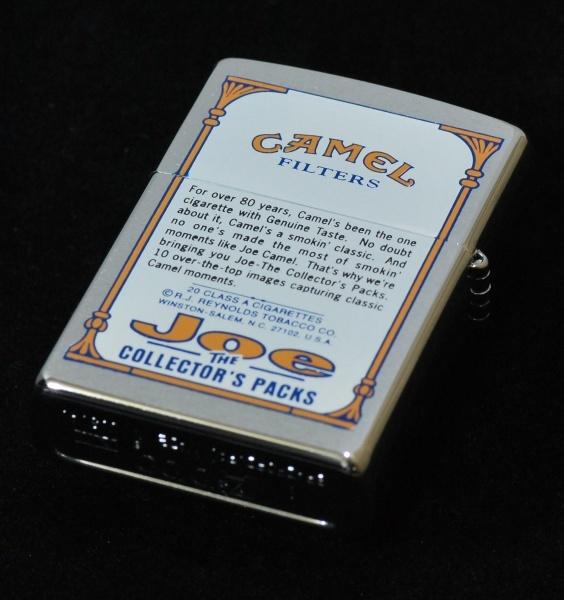 CAMEL
FILTERS
For over 80 years, Camel's been the one
cigarette with Genuine Taste. No doubt
about it, Camel's a smokin' classic. And
no one's made the most of smokin'
moments like Joe Camel. That's why we're
bringing you Joe-The Collector's Packs.
10 over-the-top images capturing classic
Camel moments.
20 CLASS A CIGARETTES
©R.J. REYNOLDS TOBACCO CO.
WINSTON-SALEM, N.C. 27102, U.S.A.
Joe
THE
COLLECTOR'S PACKS